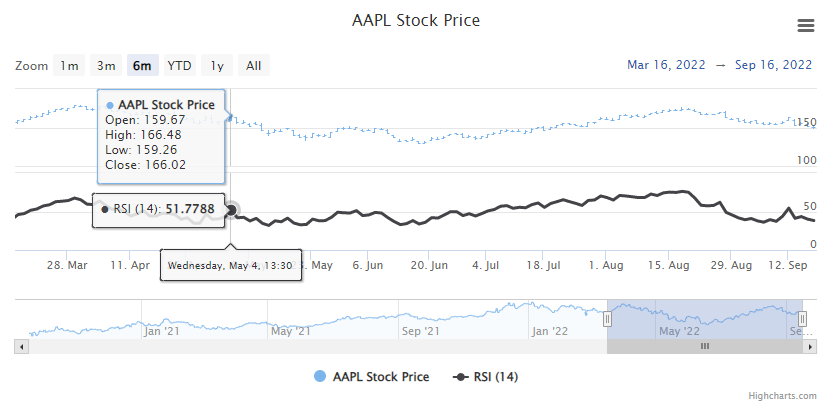 AAPL Stock Price
Zoom 1m 3m 6m YTD 1y All
Mar 16, 2022 → Sep 16, 2022
AAPL Stock Price
Open: 159.67
High: 166.48
Low: 159.26
Close: 166.02
150
100
RSI (14): 51.7788
50
0
28. Mar 11. Apr May 6. Jun 20. Jun 4. Jul 18. Jul 1. Aug 15. Aug 29. Aug 12. Sep
Wednesday, May 4, 13:30
Jan '21 May '21 Sep '21 Jan '22 May '22 Se...
AAPL Stock Price RSI (14)
Highcharts.com